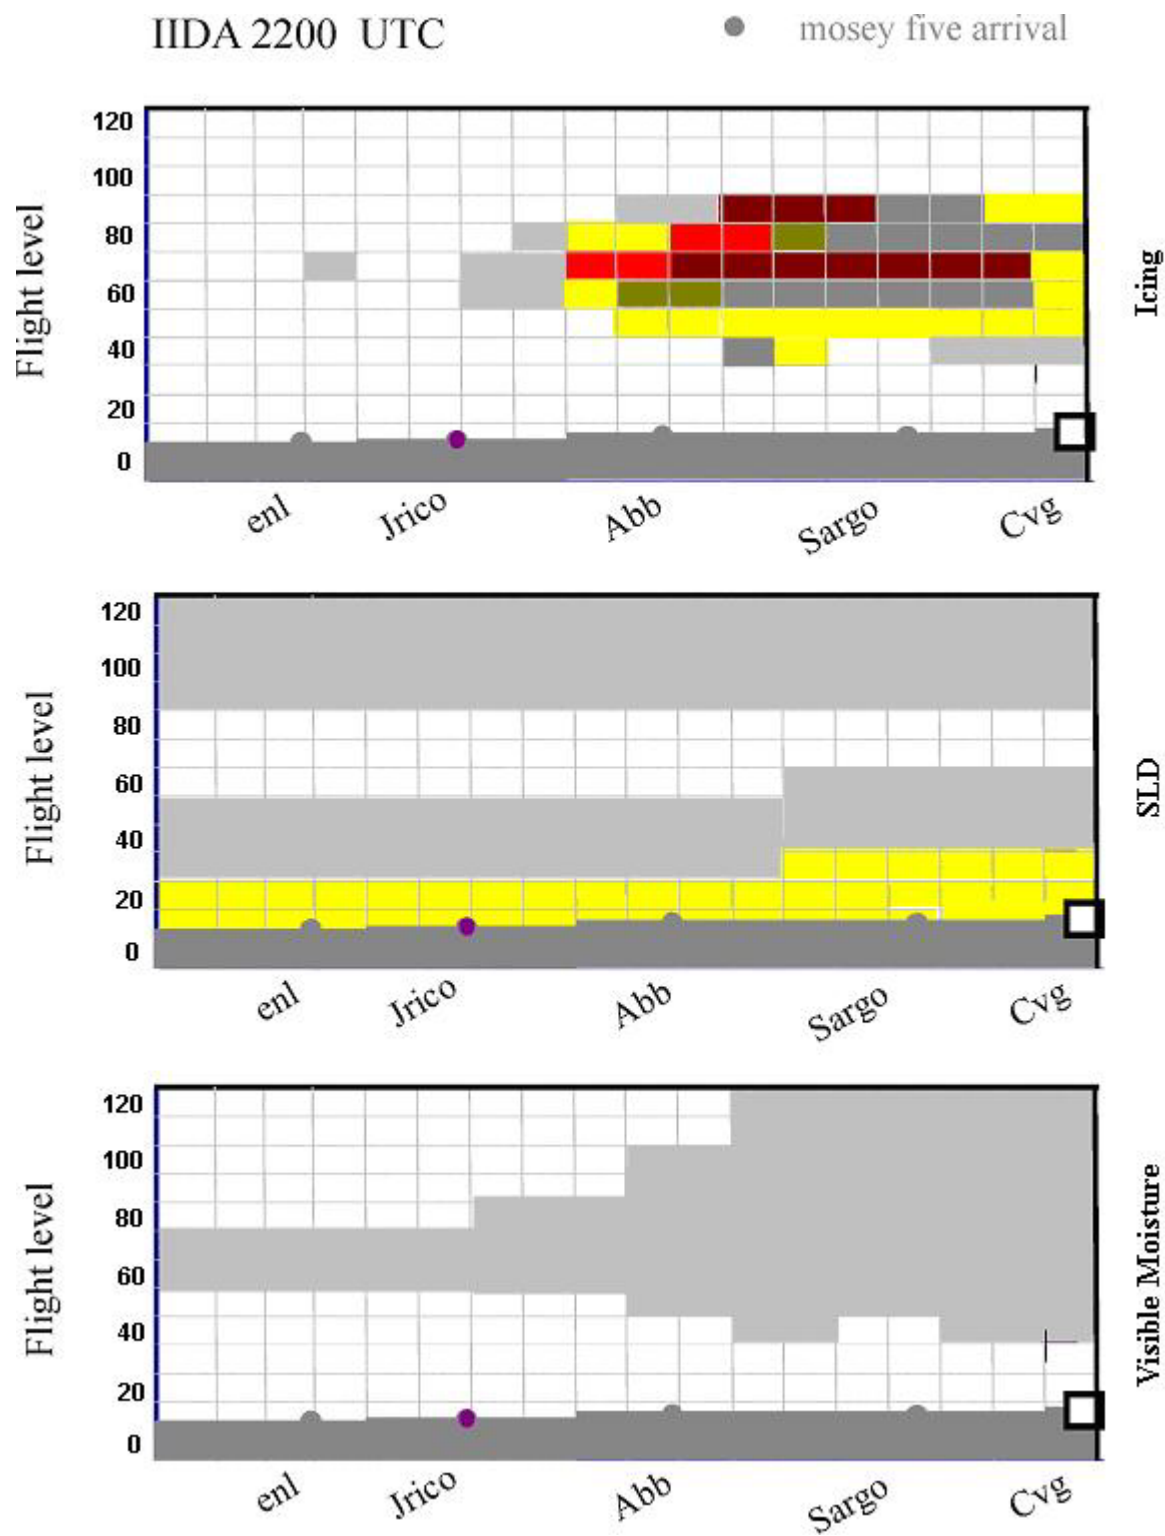 IIDA 2200 UTC
mosey five arrival
120
100
80
60
40
20
0
Flight level
Icing
enl Jrico Abb Sargo Cvg
120
100
80
60
40
20
0
Flight level
SLD
enl Jrico Abb Sargo Cvg
120
100
80
60
40
20
0
Flight level
Visible Moisture
enl Jrico Abb Sargo Cvg